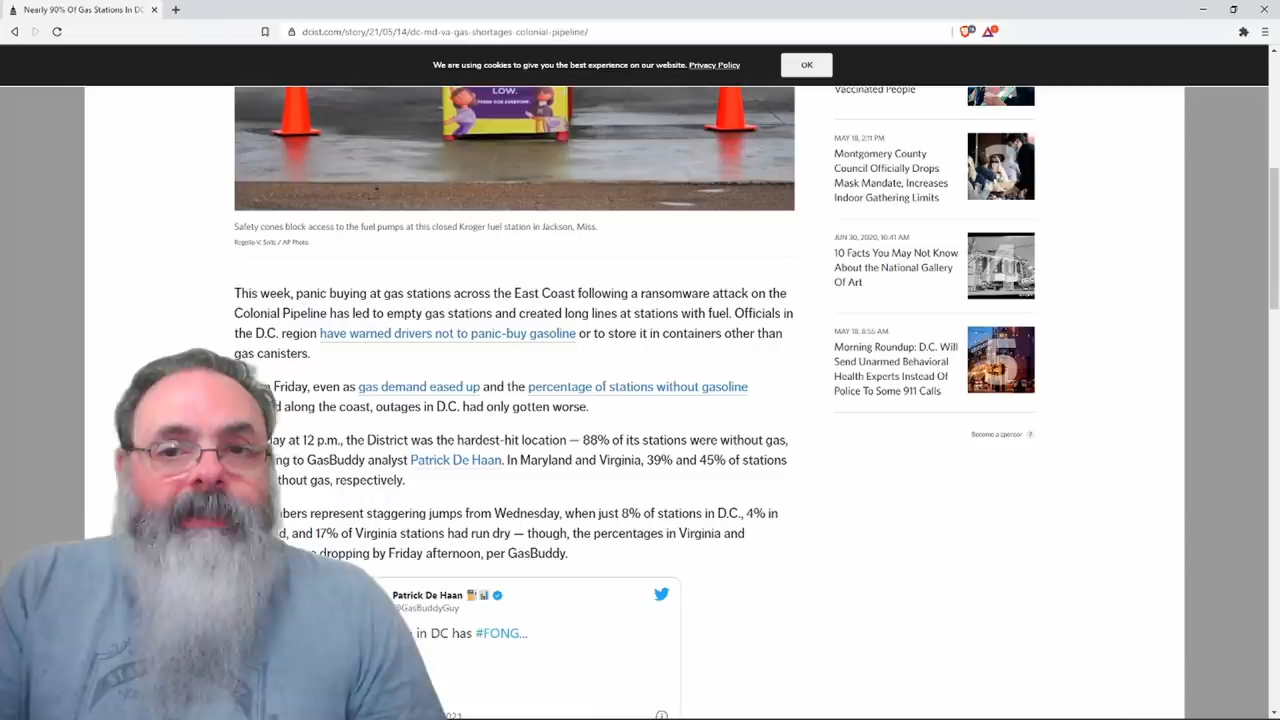 Nearly 90% Of Gas Stations In DC
dcist.com/story/21/05/14/dc-md-va-gas-shortages-colonial-pipeline/
We are using cookies to give you the best experience on our website. Privacy Policy
OK
LOW.
FRESH FOR EVERYONE.
Safety cones block access to the fuel pumps at this closed Kroger fuel station in Jackson, Miss.
Rogelio V. Solis / AP Photo
This week, panic buying at gas stations across the East Coast following a ransomware attack on the
Colonial Pipeline has led to empty gas stations and created long lines at stations with fuel. Officials in
the D.C. region have warned drivers not to panic-buy gasoline or to store it in containers other than
gas canisters.
Friday, even as gas demand eased up and the percentage of stations without gasoline
along the coast, outages in D.C. had only gotten worse.
at 12 p.m., the District was the hardest-hit location — 88% of its stations were without gas,
to GasBuddy analyst Patrick De Haan. In Maryland and Virginia, 39% and 45% of stations
gas, respectively.
represent staggering jumps from Wednesday, when just 8% of stations in D.C., 4% in
and 17% of Virginia stations had run dry — though, the percentages in Virginia and
dropping by Friday afternoon, per GasBuddy.
Patrick De Haan
@GasBuddyGuy
in DC has #FONG...
2021
Vaccinated People
MAY 18, 2:11 PM
Montgomery County
Council Officially Drops
Mask Mandate, Increases
Indoor Gathering Limits
3
JUN 30, 2020, 10:41 AM
10 Facts You May Not Know
About the National Gallery
Of Art
4
MAY 18, 8:55 AM
Morning Roundup: D.C. Will
Send Unarmed Behavioral
Health Experts Instead Of
Police To Some 911 Calls
5
Become a sponsor ?